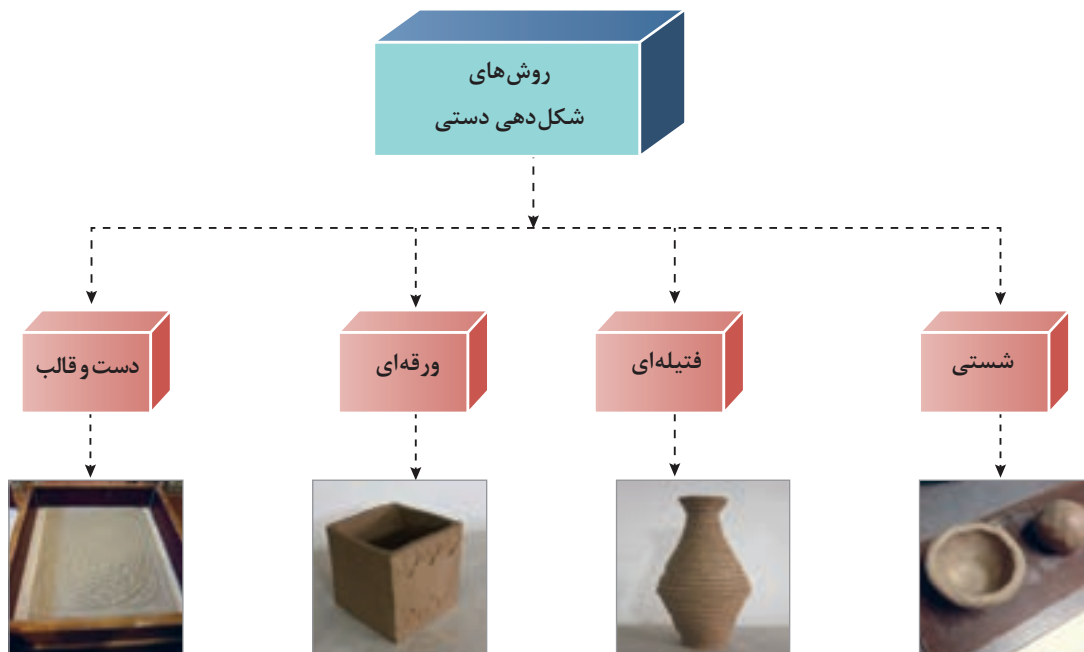 روش‌های
شکل‌دهی دستی
شستی
فتیله‌ای
ورقه‌ای
دست و قالب